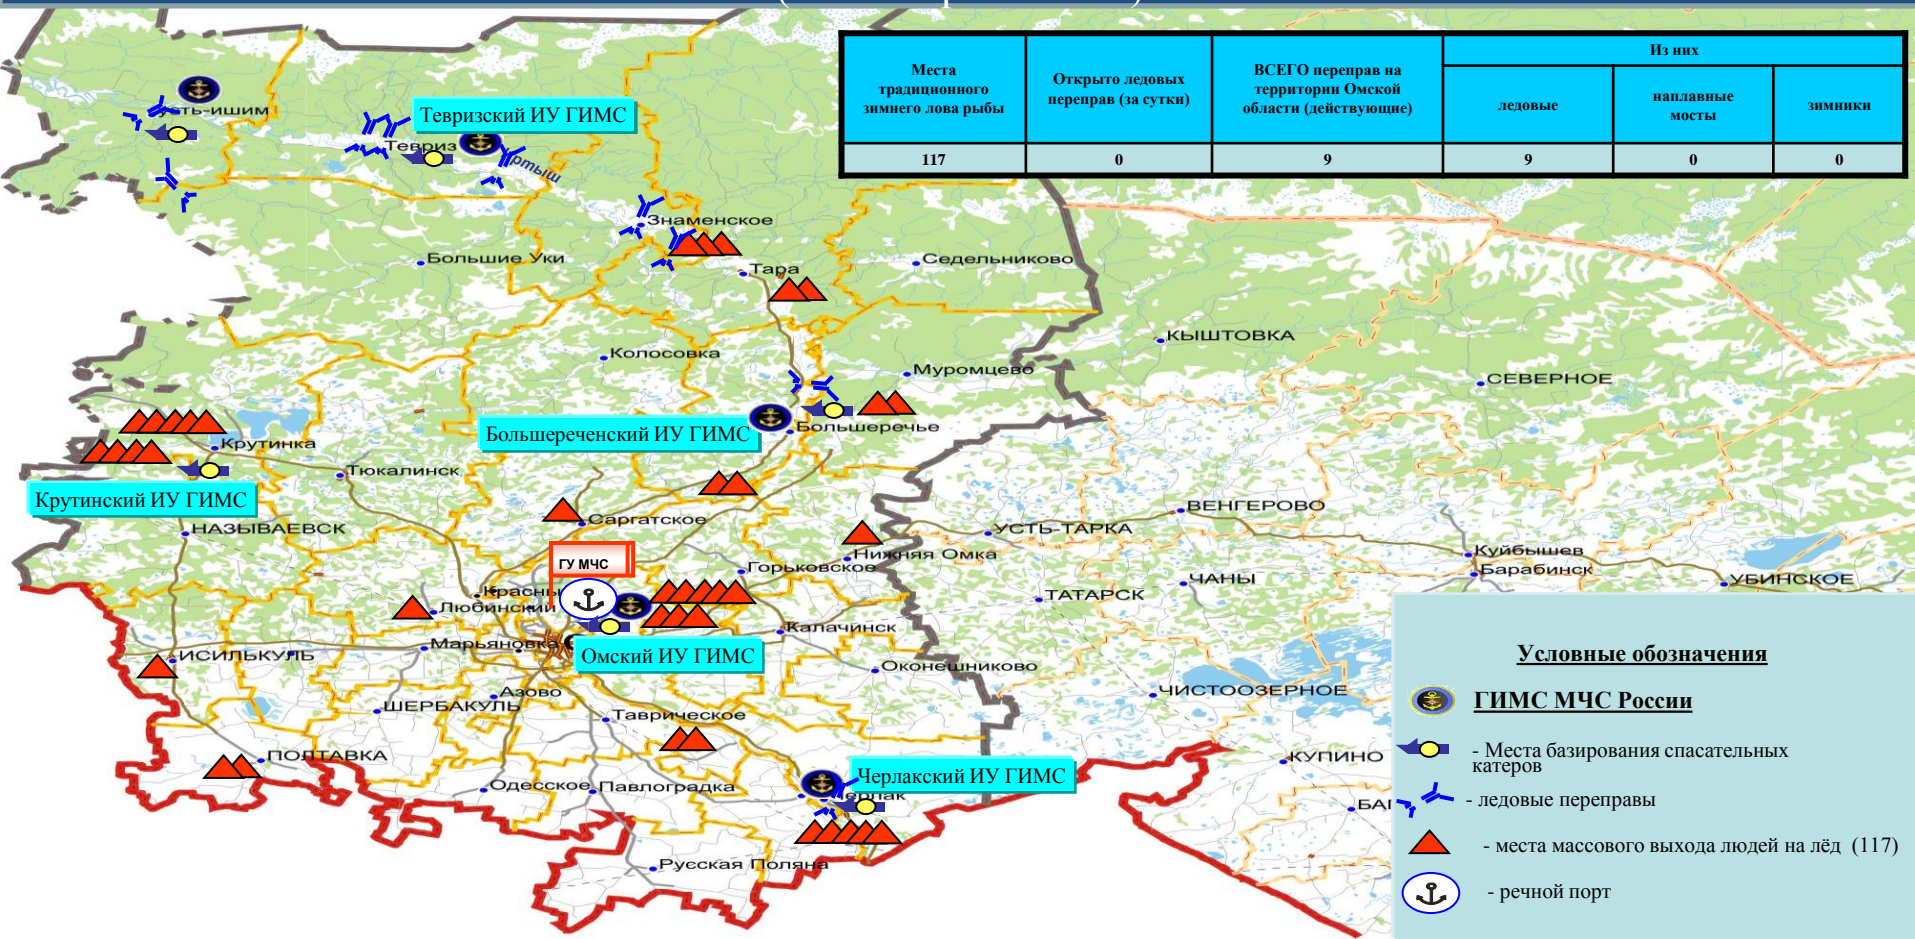 Из них
Места
традиционного
зимнего лова рыбы
Открыто ледовых
переправ (за сутки)
ВСЕГО переправ на
территории Омской
области (действующие)
ледовые
наплавные
мосты
зимники
117
0
9
9
0
0
Тевризский ИУ ГИМС
Тевриз
Знаменское
Большие Уки
Тара
Седельниково
КЫШТОВКА
Колосовка
Муромцево
СЕВЕРНОЕ
Большереченский ИУ ГИМС
Большеречье
Крутинка
Тюкалинск
Крутинский ИУ ГИМС
НАЗЫВАЕВСК
Саргатское
ВЕНГЕРОВО
УСТЬ-ТАРКА
Нижняя Омка
Куйбышев
Барабинск
ГУ МЧС
Горьковское
ЧАНЫ
УБИНСКОЕ
Красны
Любинский
ТАТАРСК
Калачинск
Марьяновка
ИСИЛЬКУЛЬ
Омский ИУ ГИМС
Оконешниково
Азово
ЧИСТООЗЕРНОЕ
ШЕРБАКУЛЬ
Таврическое
ПОЛТАВКА
КУПИНО
Черлакский ИУ ГИМС
Одесское
Павлоградка
БАГ
Русская Поляна
Условные обозначения
ГИМС МЧС России
- Места базирования спасательных
катеров
- ледовые переправы
- места массового выхода людей на лёд (117)
- речной порт